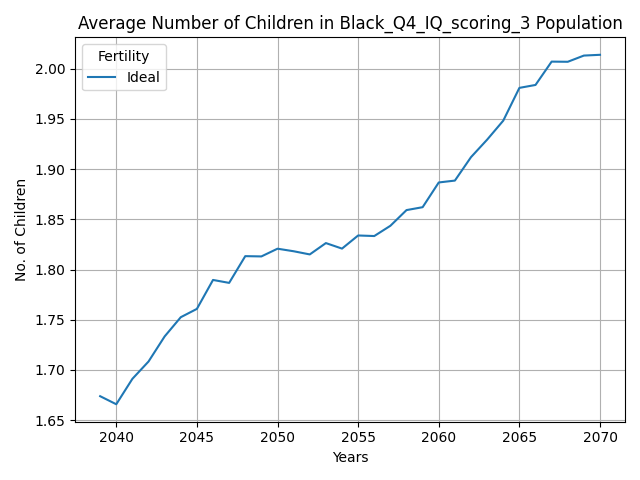 Average Number of Children in Black_Q4_IQ_scoring_3 Population
Fertility
Ideal
No. of Children
2.00
1.95
1.90
1.85
1.80
1.75
1.70
1.65
2040 2045 2050 2055 2060 2065 2070
Years